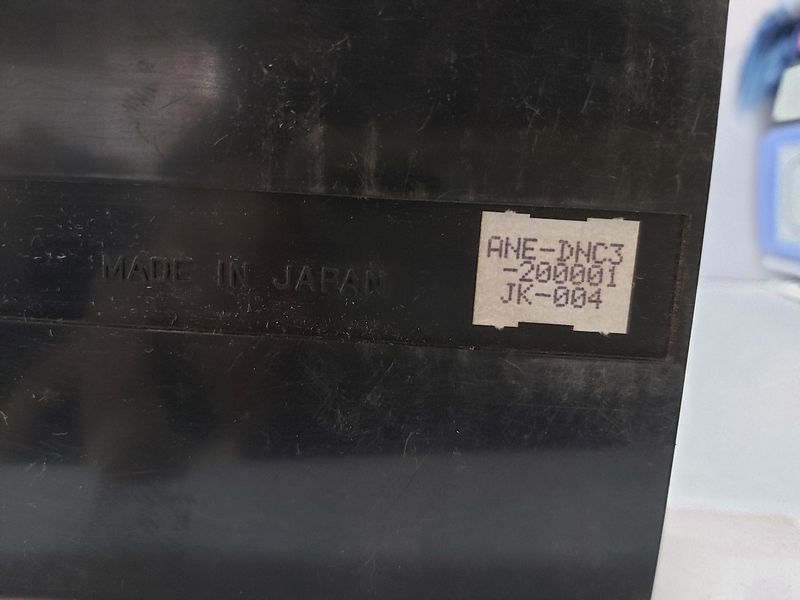 MADE IN JAPAN
ANE-DNC3
-200001
JK-004